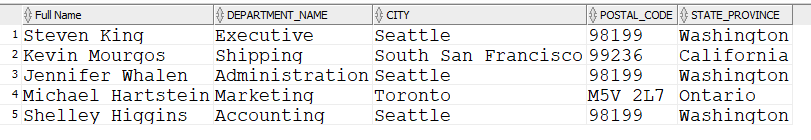 Full Name DEPARTMENT_NAME CITY POSTAL_CODE STATE_PROVINCE
1 Steven King Executive Seattle 98199 Washington
2 Kevin Mourgos Shipping South San Francisco 99236 California
3 Jennifer Whalen Administration Seattle 98199 Washington
4 Michael Hartstein Marketing Toronto M5V 2L7 Ontario
5 Shelley Higgins Accounting Seattle 98199 Washington